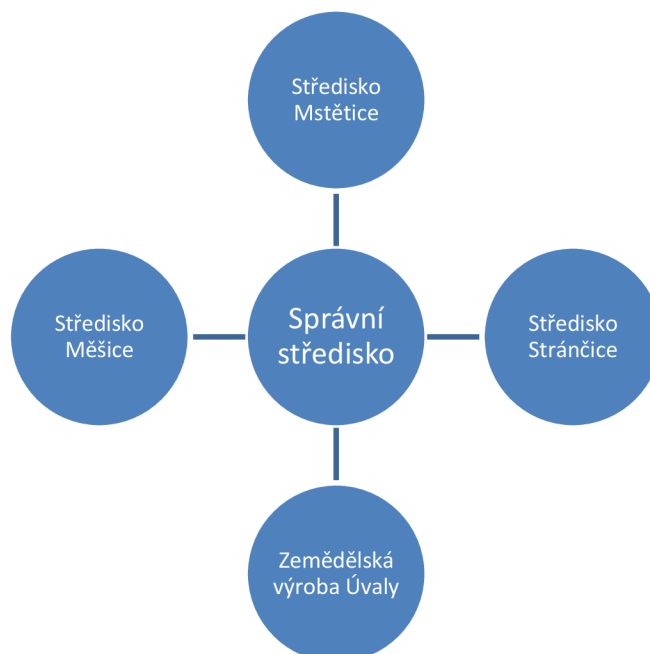 Středisko
Mstětice
Středisko
Měšice
Správní
středisko
Středisko
Stránčice
Zemědělská
výroba Úvaly